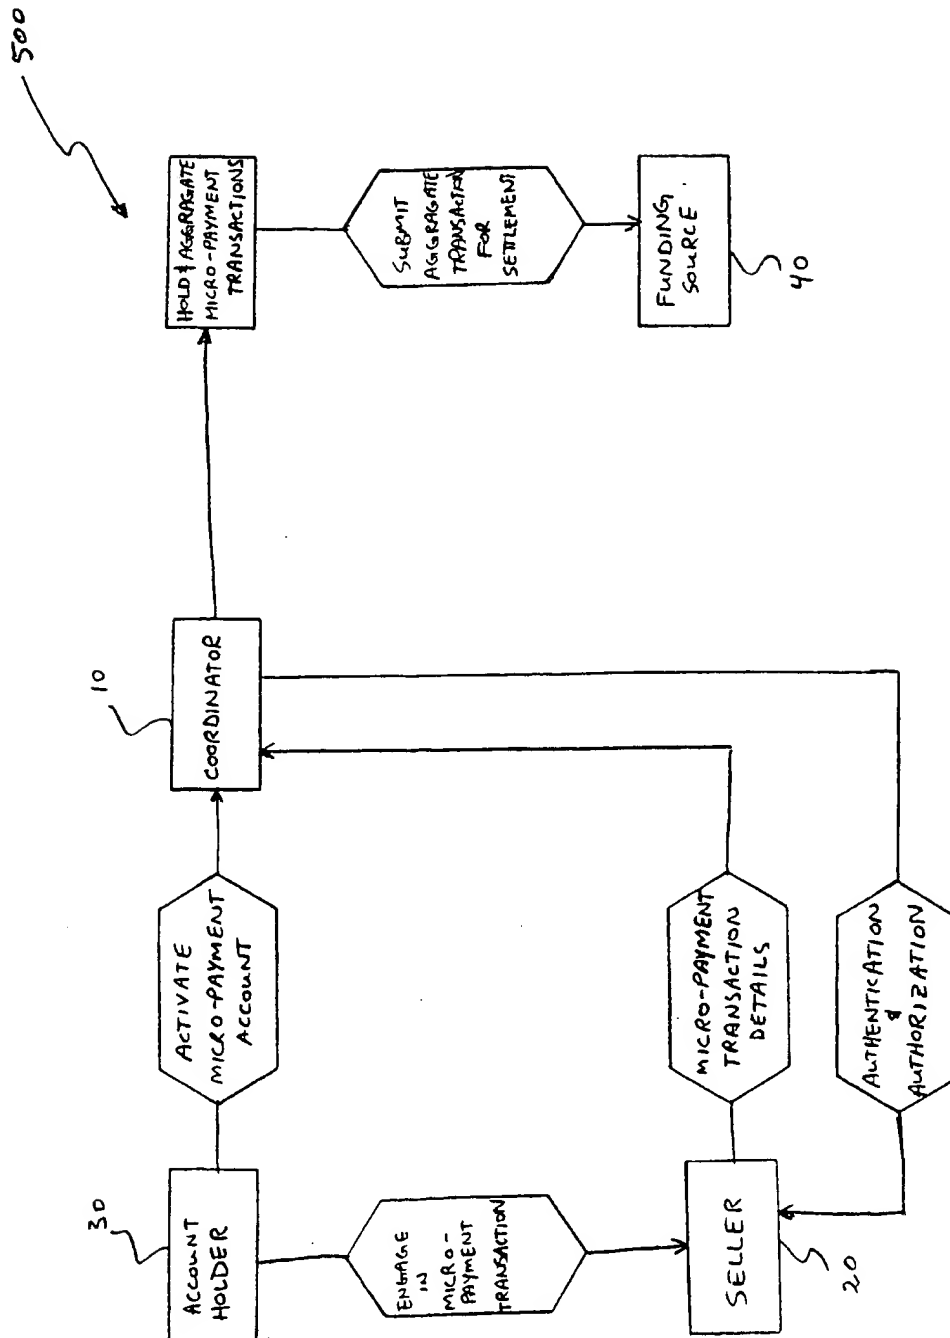 500
30
ACCOUNT
HOLDER
ACTIVATE
MICRO-PAYMENT
ACCOUNT
10
COORDINATOR
HOLD & AGGRAGATE
MICRO-PAYMENT
TRANSACTIONS
ENGAGE
IN
MICRO-
PAYMENT
TRANSACTION
SUBMIT
AGGRAGATE
TRANSACTION
FOR
SETTLEMENT
SELLER
20
MICRO-PAYMENT
TRANSACTION
DETAILS
FUNDING
SOURCE
40
AUTHENTICATION
&
AUTHORIZATION